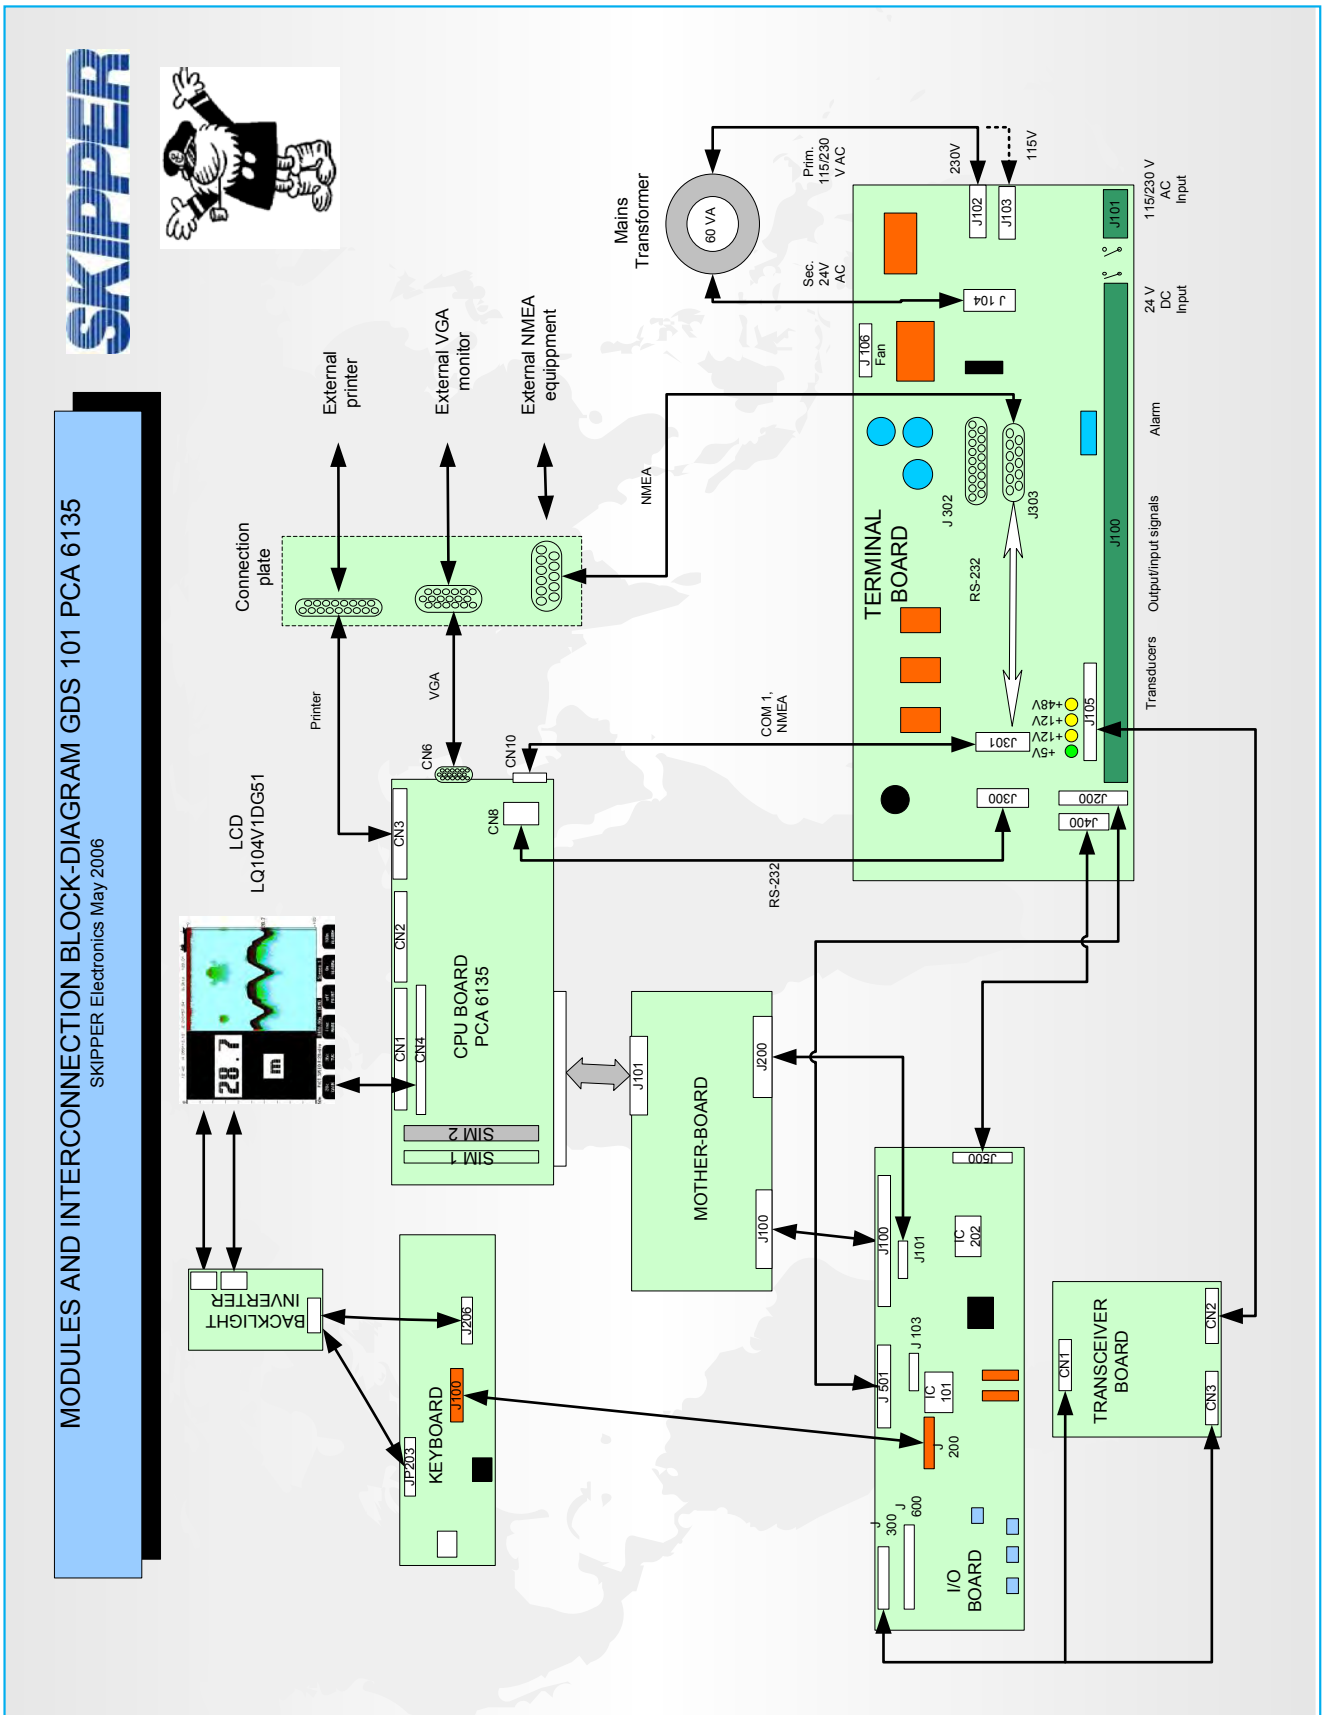 SKIPPER
MODULES AND INTERCONNECTION BLOCK-DIAGRAM GDS 101 PCA 6135
SKIPPER Electronics May 2006
BACKLIGHT
INVERTER
LCD
LQ104V1DG51
28.7
m
Connection
plate
External
printer
External VGA
monitor
External NMEA
equippment
Printer
VGA
NMEA
KEYBOARD
JP203
J100
J206
CPU BOARD
PCA 6135
SIM 1
SIM 2
CN1
CN4
CN2
CN3
CN6
CN10
CN8
RS-232
COM 1,
NMEA
MOTHER-BOARD
J101
J100
J200
Mains
Transformer
60 VA
Prim.
115/230
V AC
Sec.
24V
AC
230V
115V
TERMINAL
BOARD
J102
J103
J 104
J 106
Fan
J 302
J303
RS-232
J301
J300
J400
J200
+5V
+12V
+12V
+48V
J105
J100
J101
Transducers
Output/input signals
Alarm
24 V
DC
Input
115/230 V
AC
Input
I/O
BOARD
J
300
J
600
J
200
J 501
J 103
IC
101
J100
J101
IC
202
J500
TRANSCEIVER
BOARD
CN1
CN3
CN2